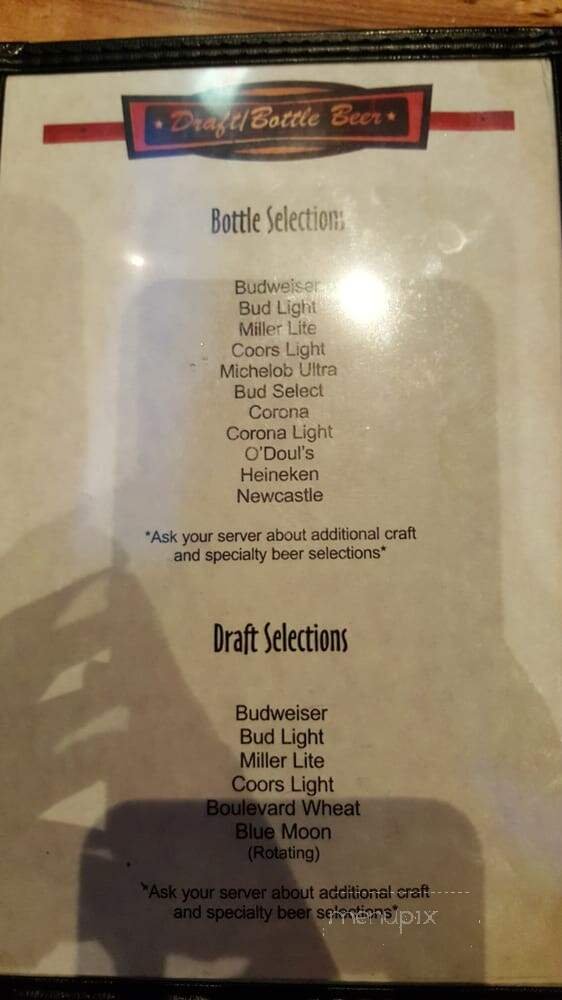 Draft/Bottle Beer
Bottle Selections
Budweiser
Bud Light
Miller Lite
Coors Light
Michelob Ultra
Bud Select
Corona
Corona Light
O'Doul's
Heineken
Newcastle
*Ask your server about additional craft
and specialty beer selections*
Draft Selections
Budweiser
Bud Light
Miller Lite
Coors Light
Boulevard Wheat
Blue Moon
(Rotating)
*Ask your server about additional craft
and specialty beer selections*
menupix